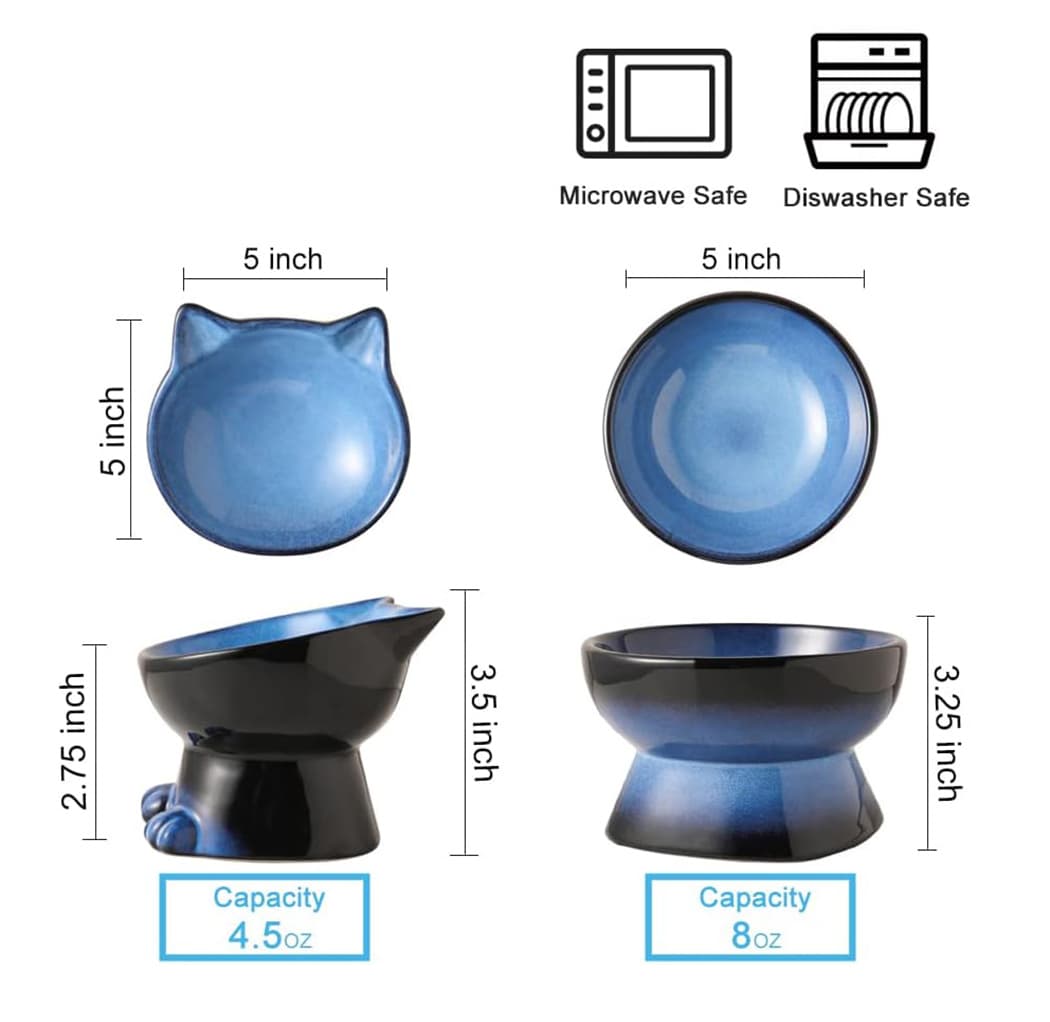 Microwave Safe
Diswasher Safe
5 inch
5 inch
5 inch
2.75 inch
3.5 inch
3.25 inch
Capacity
4.5oz
Capacity
8oz